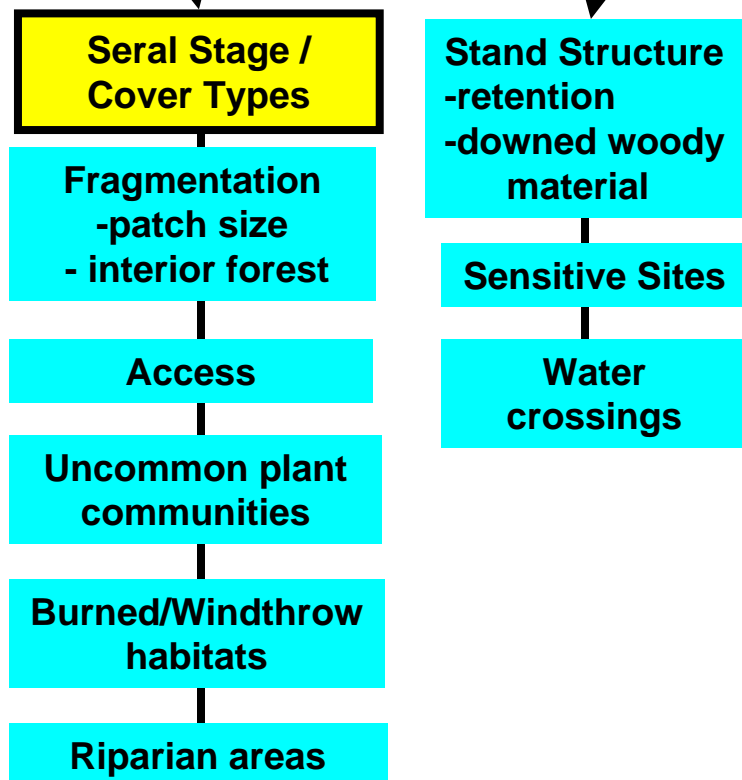 Seral Stage /
Cover Types
Fragmentation
-patch size
- interior forest
Access
Uncommon plant
communities
Burned/Windthrow
habitats
Riparian areas
Stand Structure
-retention
-downed woody
material
Sensitive Sites
Water
crossings